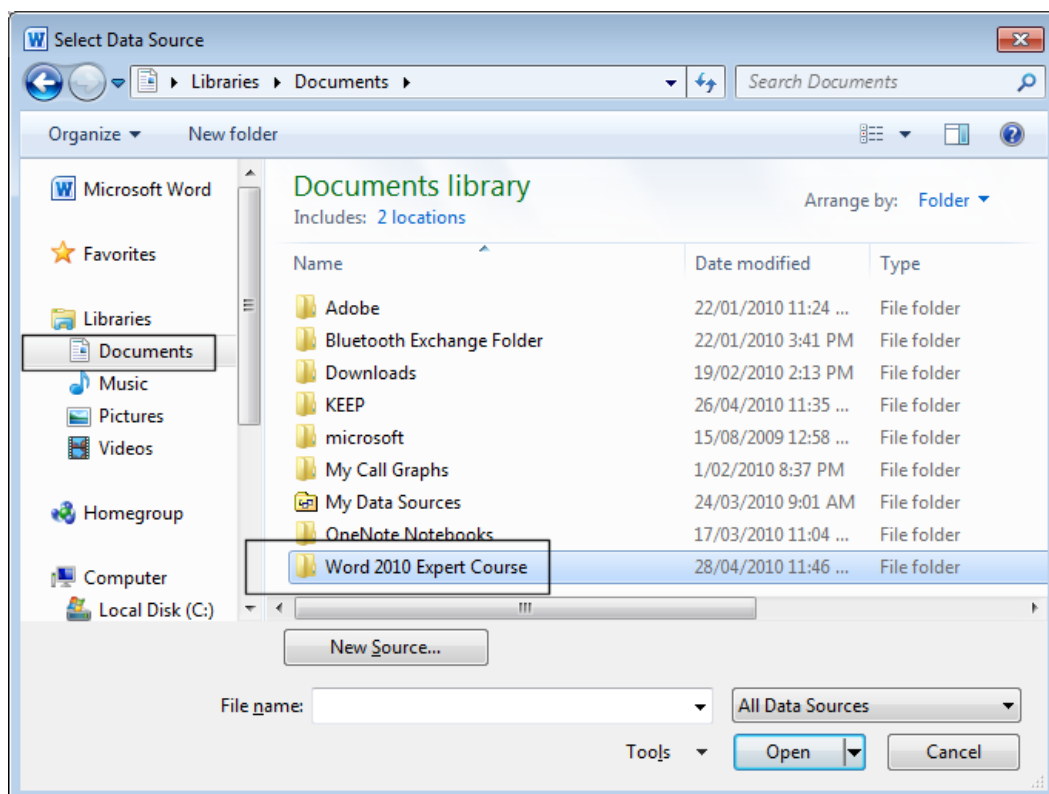 Select Data Source
Libraries Documents Search Documents
Organize New folder
Microsoft Word
Favorites
Libraries
Documents
Music
Pictures
Videos
Homegroup
Computer
Local Disk (C:)
Documents library
Includes: 2 locations
Arrange by: Folder
Name Date modified Type
Adobe 22/01/2010 11:24 ... File folder
Bluetooth Exchange Folder 22/01/2010 3:41 PM File folder
Downloads 19/02/2010 2:13 PM File folder
KEEP 26/04/2010 11:35 ... File folder
microsoft 15/08/2009 12:58 ... File folder
My Call Graphs 1/02/2010 8:37 PM File folder
My Data Sources 24/03/2010 9:01 AM File folder
OneNote Notebooks 17/03/2010 11:04 ... File folder
Word 2010 Expert Course 28/04/2010 11:46 ... File folder
New Source...
File name: All Data Sources
Tools Open Cancel